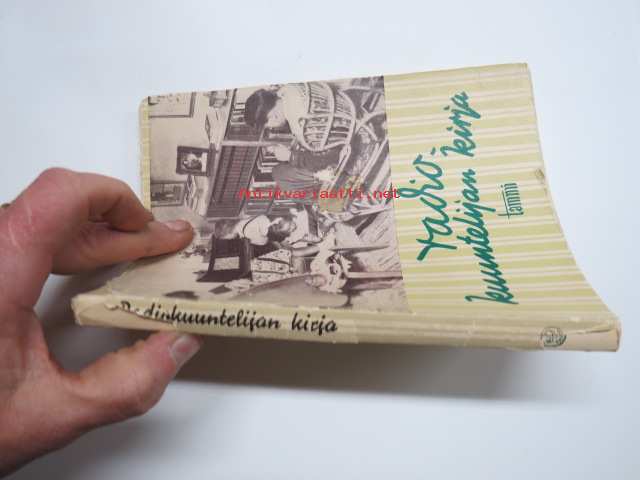 radio-
kuuntelijan kirja
tammi
Radiokuuntelijan kirja
Antikvariaatti.net